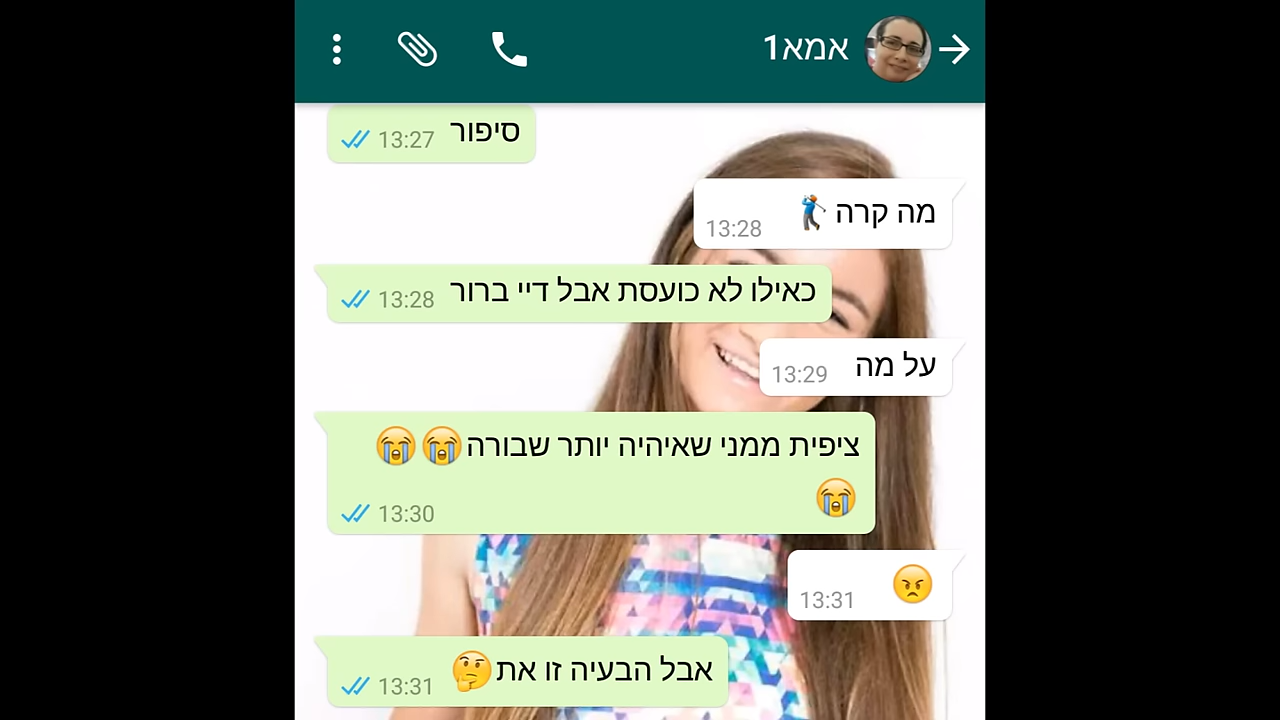 אמא1
סיפור 13:27
מה קרה 🏌️
13:28
כאילו לא כועסת אבל דיי ברור 13:28
על מה 13:29
ציפית ממני שאיהיה יותר שבורה😭😭
😭
13:30
😠
13:31
אבל הבעיה זו את🤔 13:31